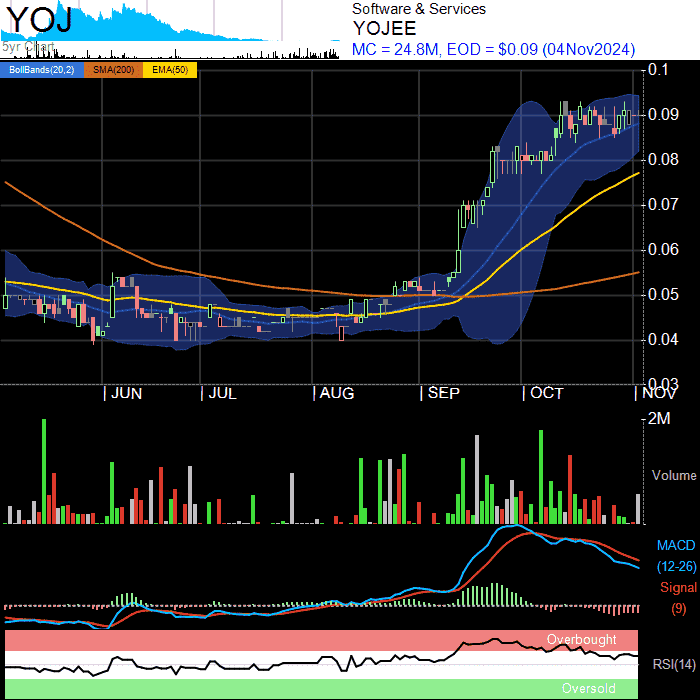 YOJ
Software & Services
YOJEE
5yr Chart
MC = 24.8M, EOD = $0.09 (04Nov2024)
BollBands(20,2) SMA(200) EMA(50)
0.1
0.09
0.08
0.07
0.06
0.05
0.04
0.03
JUN JUL AUG SEP OCT NOV
2M
Volume
MACD
(12-26)
Signal
(9)
Overbought
RSI(14)
Oversold